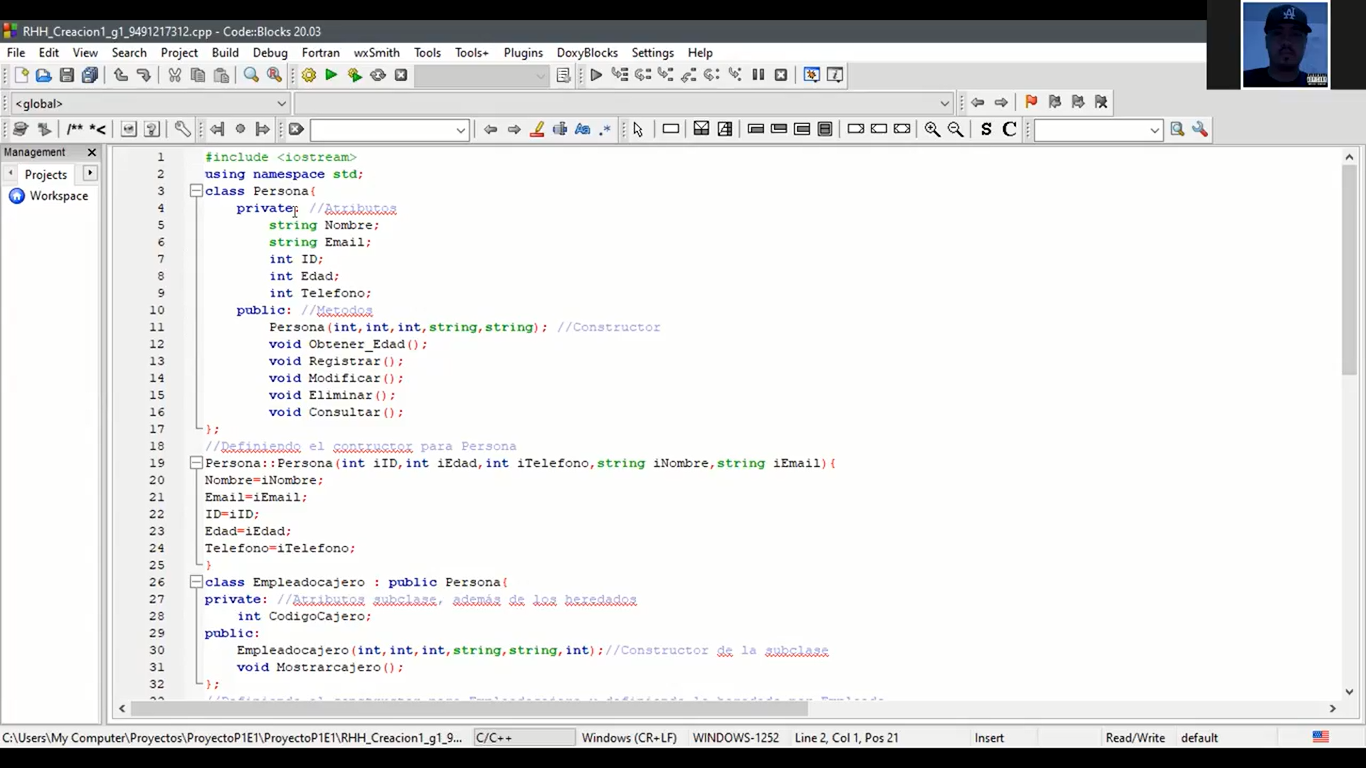 RHH_Creacion1_g1_9491217312.cpp - Code::Blocks 20.03
File Edit View Search Project Build Debug Fortran wxSmith Tools Tools+ Plugins DoxyBlocks Settings Help
<global>
/** *<
S C
Management
Projects
Workspace
1 #include <iostream>
2 using namespace std;
3 class Persona{
4 private: //Atributos
5 string Nombre;
6 string Email;
7 int ID;
8 int Edad;
9 int Telefono;
10 public: //Metodos
11 Persona(int,int,int,string,string); //Constructor
12 void Obtener_Edad();
13 void Registrar();
14 void Modificar();
15 void Eliminar();
16 void Consultar();
17 };
18 //Definiendo el contructor para Persona
19 Persona::Persona(int iID,int iEdad,int iTelefono,string iNombre,string iEmail){
20 Nombre=iNombre;
21 Email=iEmail;
22 ID=iID;
23 Edad=iEdad;
24 Telefono=iTelefono;
25 }
26 class Empleadocajero : public Persona{
27 private: //Atributos subclase, además de los heredados
28 int CodigoCajero;
29 public:
30 Empleadocajero(int,int,int,string,string,int);//Constructor de la subclase
31 void Mostrarcajero();
32 };
C:\Users\My Computer\Proyectos\ProyectoP1E1\ProyectoP1E1\RHH_Creacion1_g1_9... C/C++ Windows (CR+LF) WINDOWS-1252 Line 2, Col 1, Pos 21 Insert Read/Write default